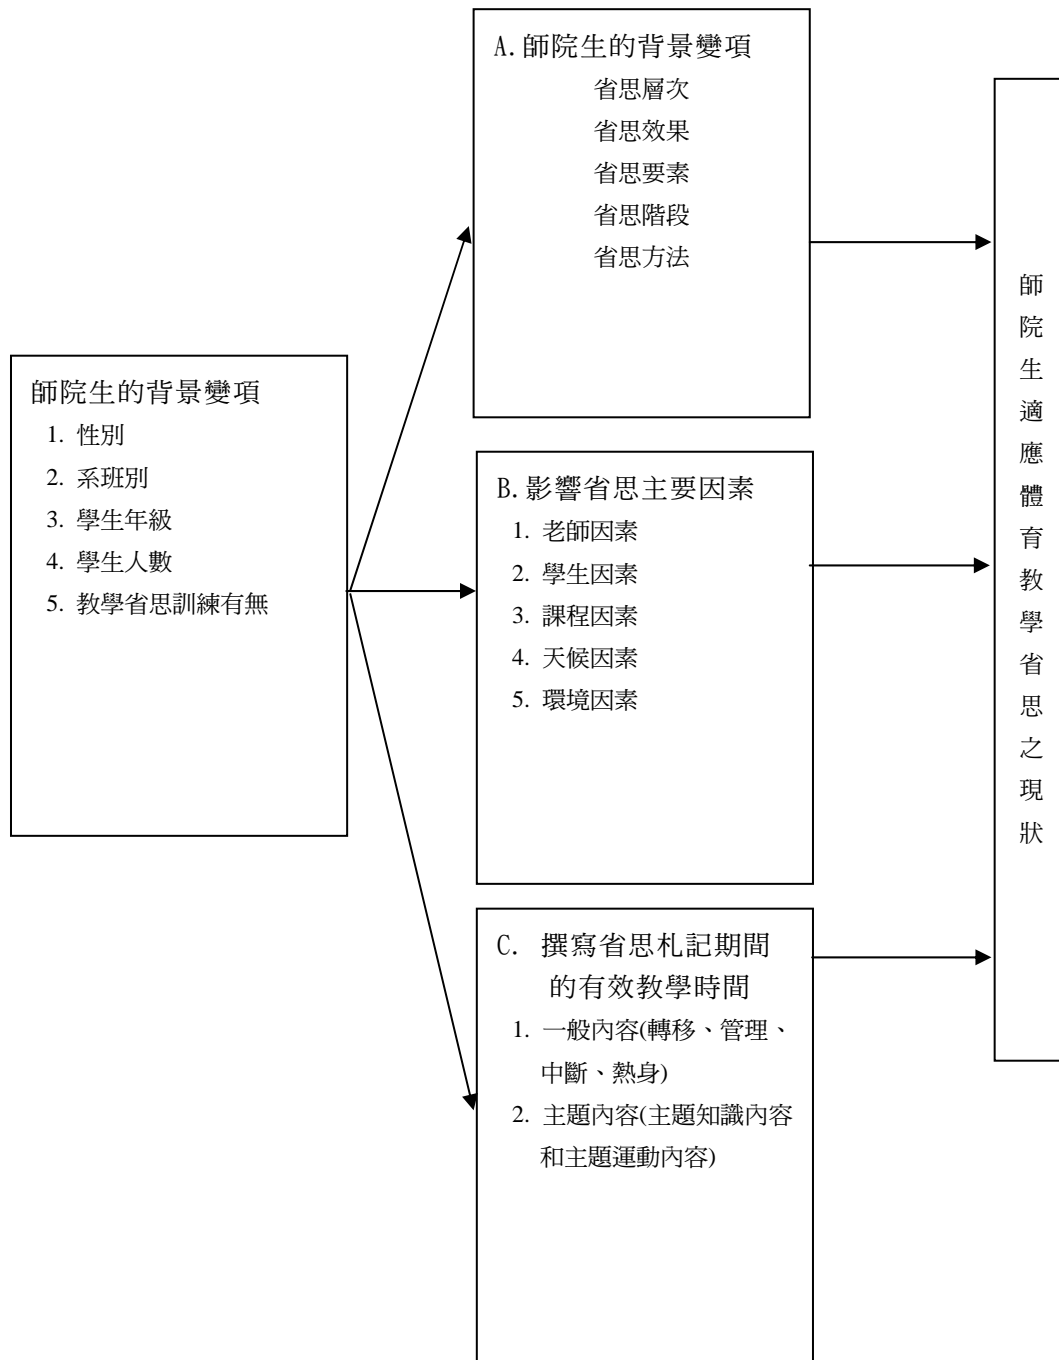 師院生的背景變項
1. 性別
2. 系班別
3. 學生年級
4. 學生人數
5. 教學省思訓練有無
A.師院生的背景變項
省思層次
省思效果
省思要素
省思階段
省思方法
B.影響省思主要因素
1. 老師因素
2. 學生因素
3. 課程因素
4. 天候因素
5. 環境因素
C. 撰寫省思札記期間
的有效教學時間
1. 一般內容(轉移、管理、
中斷、熱身)
2. 主題內容(主題知識內容
和主題運動內容)
師院生適應體育教學省思之現狀